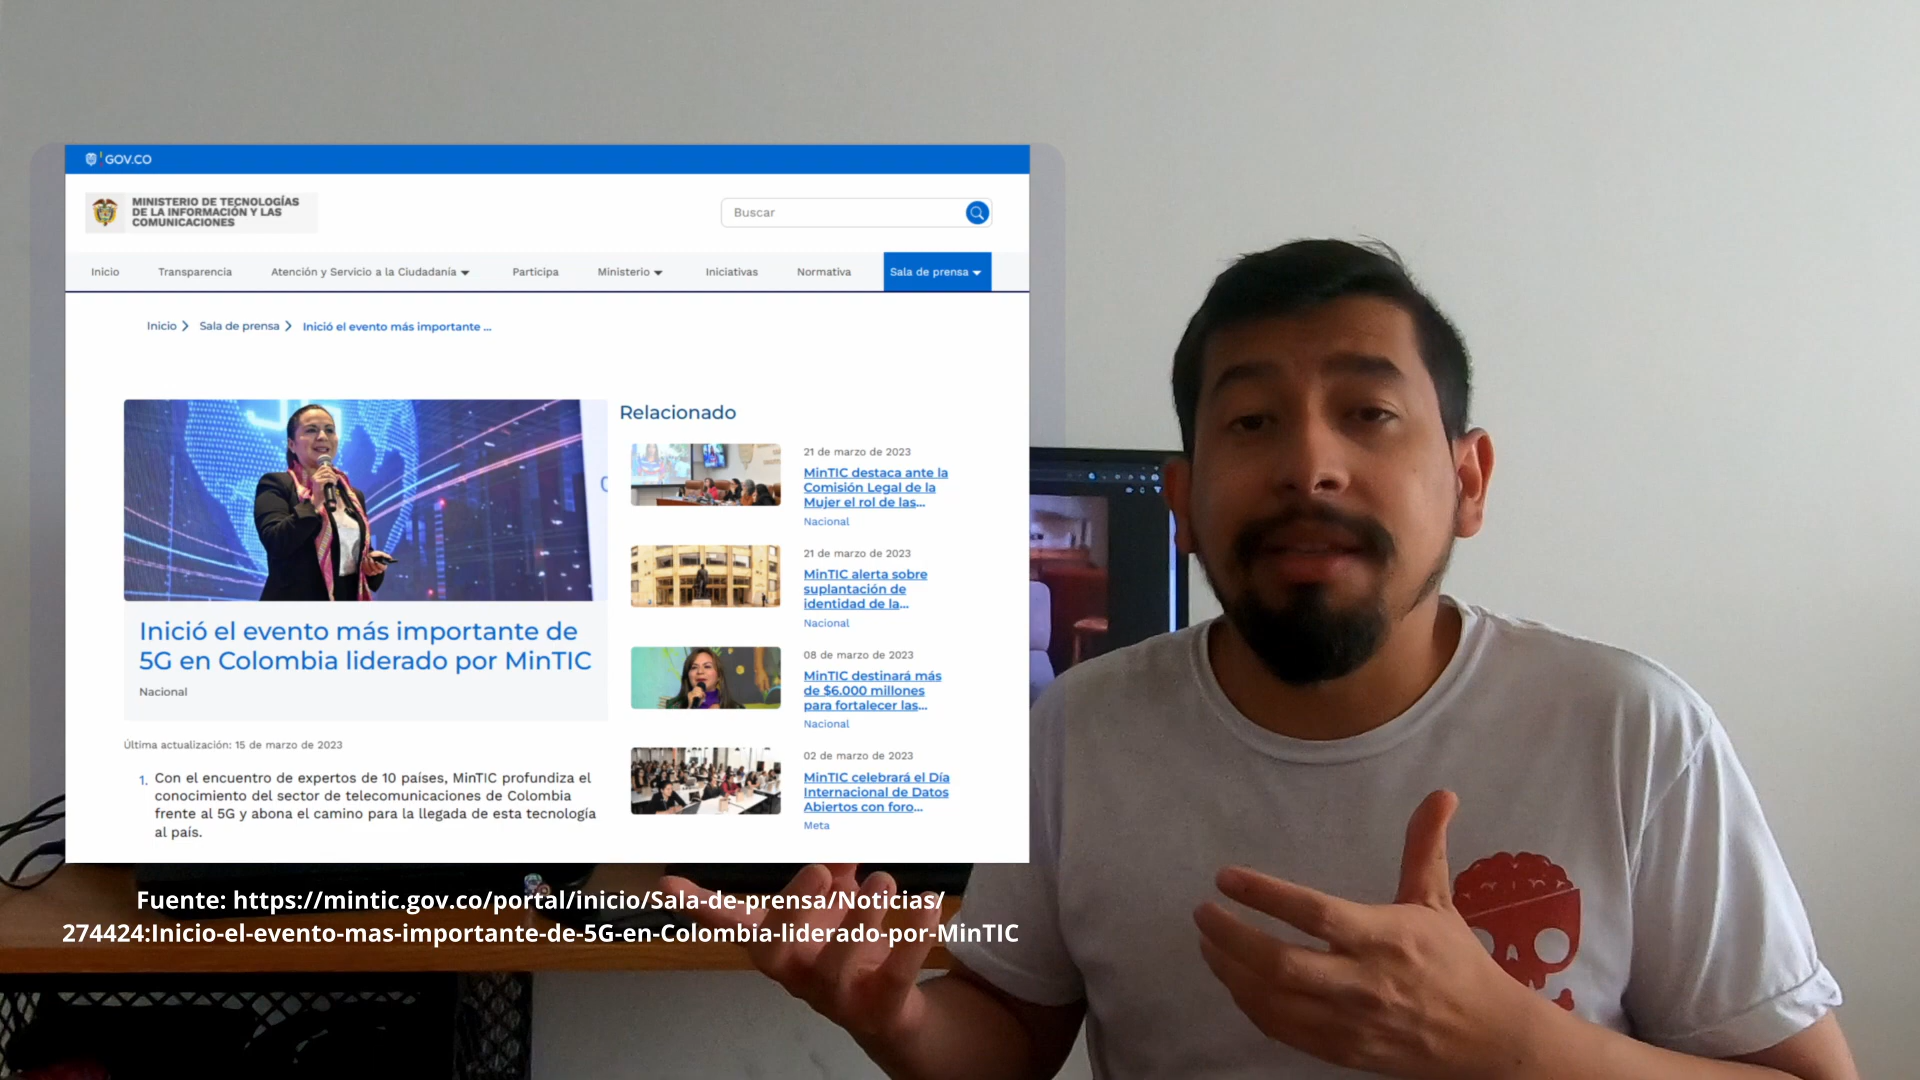 GOV.CO
MINISTERIO DE TECNOLOGÍAS
DE LA INFORMACIÓN Y LAS
COMUNICACIONES
Buscar
Inicio
Transparencia
Atención y Servicio a la Ciudadanía
Participa
Ministerio
Iniciativas
Normativa
Sala de prensa
Inicio > Sala de prensa > Inició el evento más importante ...
Inició el evento más importante de
5G en Colombia liderado por MinTIC
Nacional
Última actualización: 15 de marzo de 2023
1. Con el encuentro de expertos de 10 países, MinTIC profundiza el
conocimiento del sector de telecomunicaciones de Colombia
frente al 5G y abona el camino para la llegada de esta tecnología
al país.
Relacionado
21 de marzo de 2023
MinTIC destaca ante la
Comisión Legal de la
Mujer el rol de las...
Nacional
21 de marzo de 2023
MinTIC alerta sobre
suplantación de
identidad de la...
Nacional
08 de marzo de 2023
MinTIC destinará más
de $6.000 millones
para fortalecer las...
Nacional
02 de marzo de 2023
MinTIC celebrará el Día
Internacional de Datos
Abiertos con foro...
Meta
Fuente: https://mintic.gov.co/portal/inicio/Sala-de-prensa/Noticias/
274424:Inicio-el-evento-mas-importante-de-5G-en-Colombia-liderado-por-MinTIC